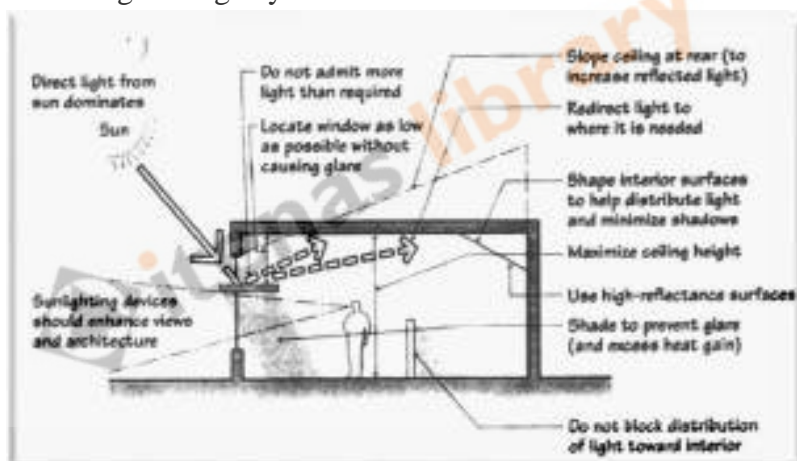 Direct light from
sun dominates
Sun
Do not admit more
light than required
Locate window as low
as possible without
causing glare
Sunlighting devices
should enhance views
and architecture
Slope ceiling at rear (to
increase reflected light)
Redirect light to
where it is needed
Shape interior surfaces
to help distribute light
and minimize shadows
Maximize ceiling height
Use high-reflectance surfaces
Shade to prevent glare
(and excess heat gain)
Do not block distribution
of light toward interior
library